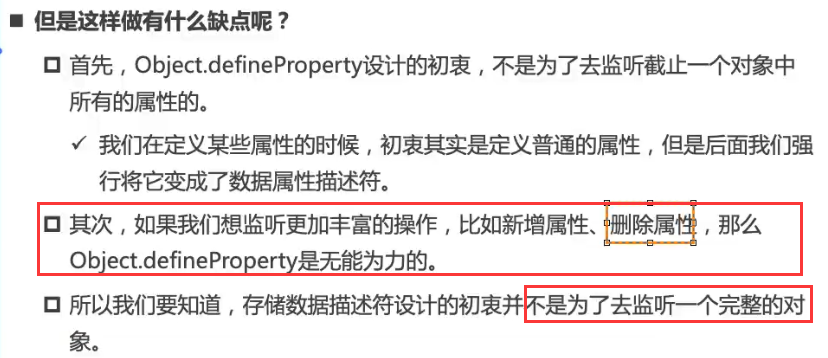 ■ 但是这样做有什么缺点呢？
首先，Object.defineProperty设计的初衷，不是为了去监听截止一个对象中
所有的属性的。
✓ 我们在定义某些属性的时候，初衷其实是定义普通的属性，但是后面我们强
行将它变成了数据属性描述符。
其次，如果我们想监听更加丰富的操作，比如新增属性、删除属性，那么
Object.defineProperty是无能为力的。
所以我们要知道，存储数据描述符设计的初衷并不是为了去监听一个完整的对
象。